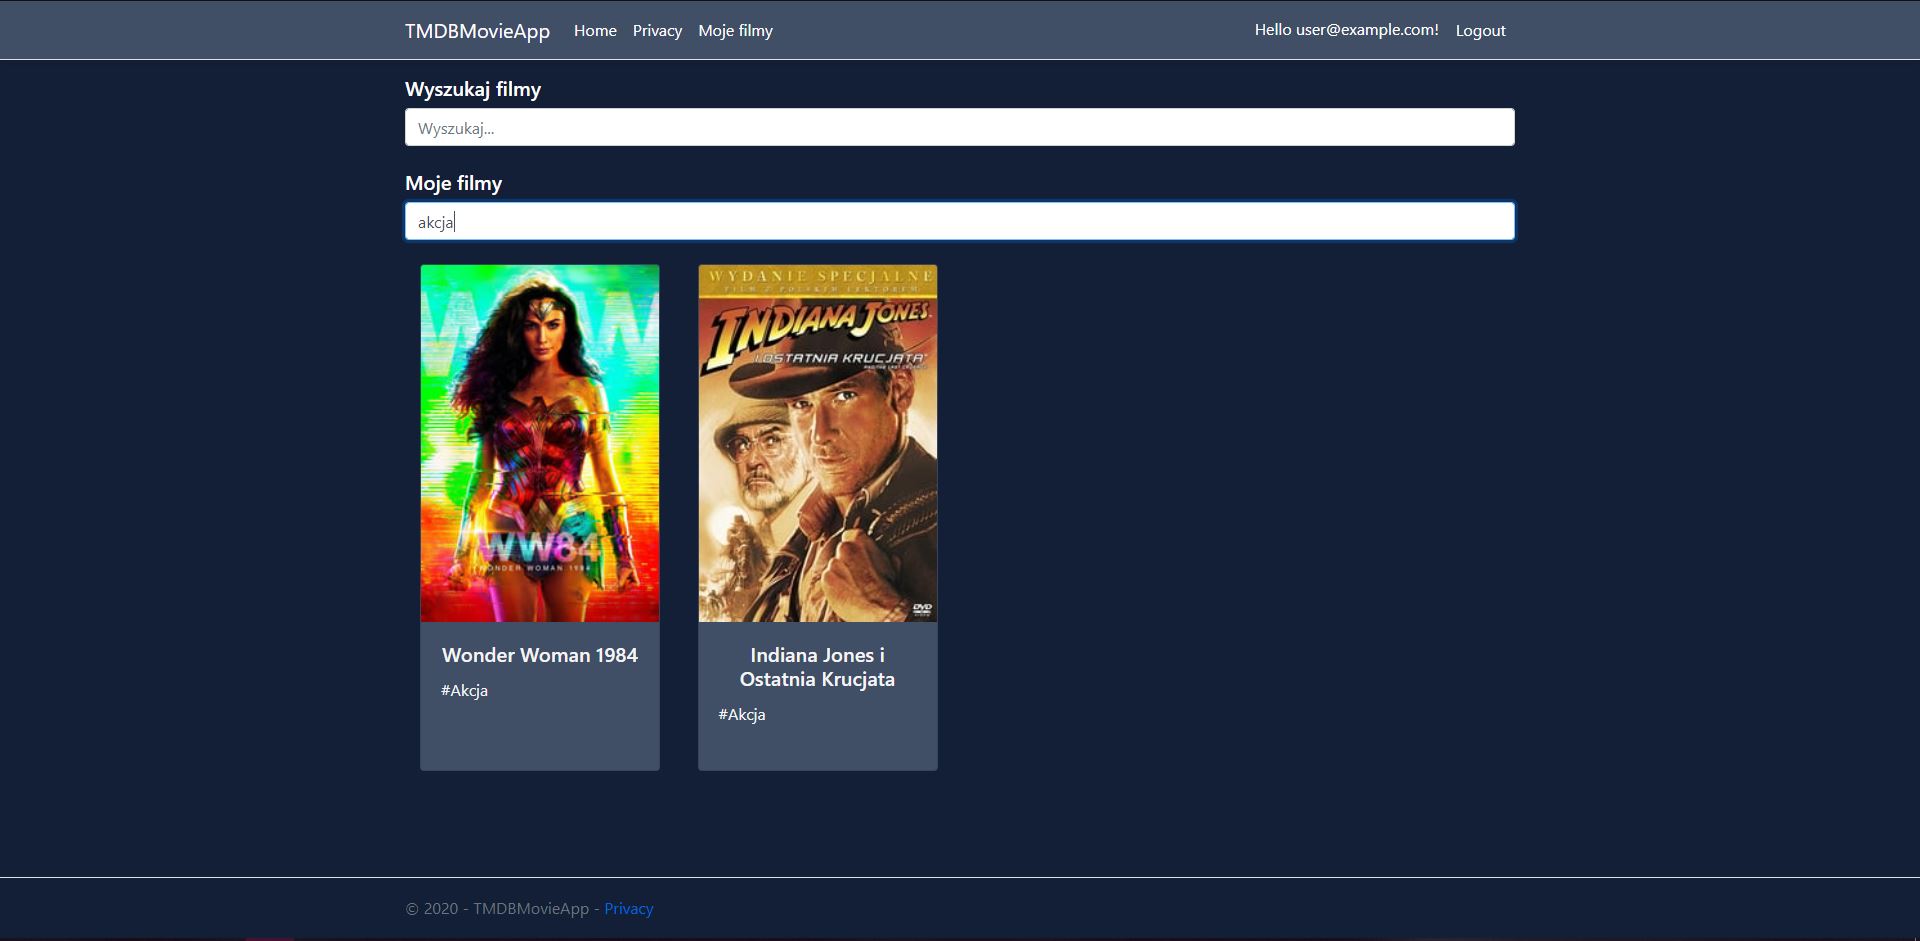 TMDBMovieApp Home Privacy Moje filmy Hello user@example.com! Logout
Wyszukaj filmy
Wyszukaj...
Moje filmy
akcja
WW
WW84
WONDER WOMAN 1984
Wonder Woman 1984
#Akcja
WYDANIE SPECJALNE
FILM Z POLSKIM LEKTOREM
INDIANA JONES
I OSTATNIA KRUCJATA
DVD
Indiana Jones i
Ostatnia Krucjata
#Akcja
© 2020 - TMDBMovieApp - Privacy